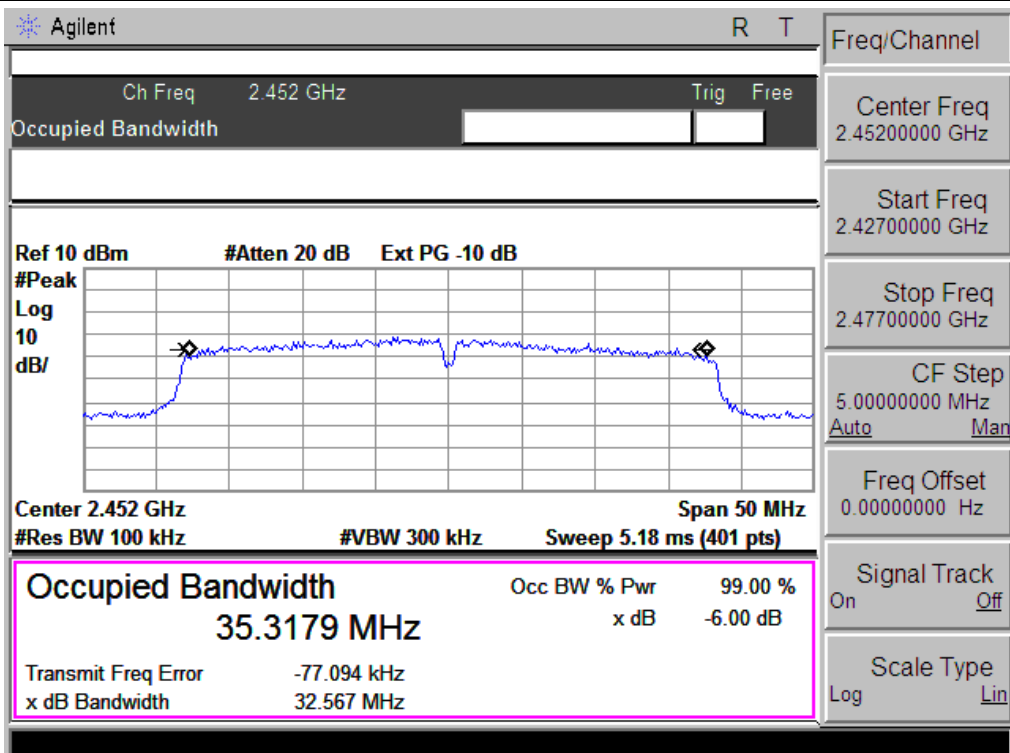 Agilent R T
Ch Freq 2.452 GHz Trig Free
Occupied Bandwidth
Ref 10 dBm #Atten 20 dB Ext PG -10 dB
#Peak
Log
10
dB/
Center 2.452 GHz Span 50 MHz
#Res BW 100 kHz #VBW 300 kHz Sweep 5.18 ms (401 pts)
Occupied Bandwidth Occ BW % Pwr 99.00 %
35.3179 MHz x dB -6.00 dB
Transmit Freq Error -77.094 kHz
x dB Bandwidth 32.567 MHz
Freq/Channel
Center Freq
2.45200000 GHz
Start Freq
2.42700000 GHz
Stop Freq
2.47700000 GHz
CF Step
5.00000000 MHz
Auto Man
Freq Offset
0.00000000 Hz
Signal Track
On Off
Scale Type
Log Lin